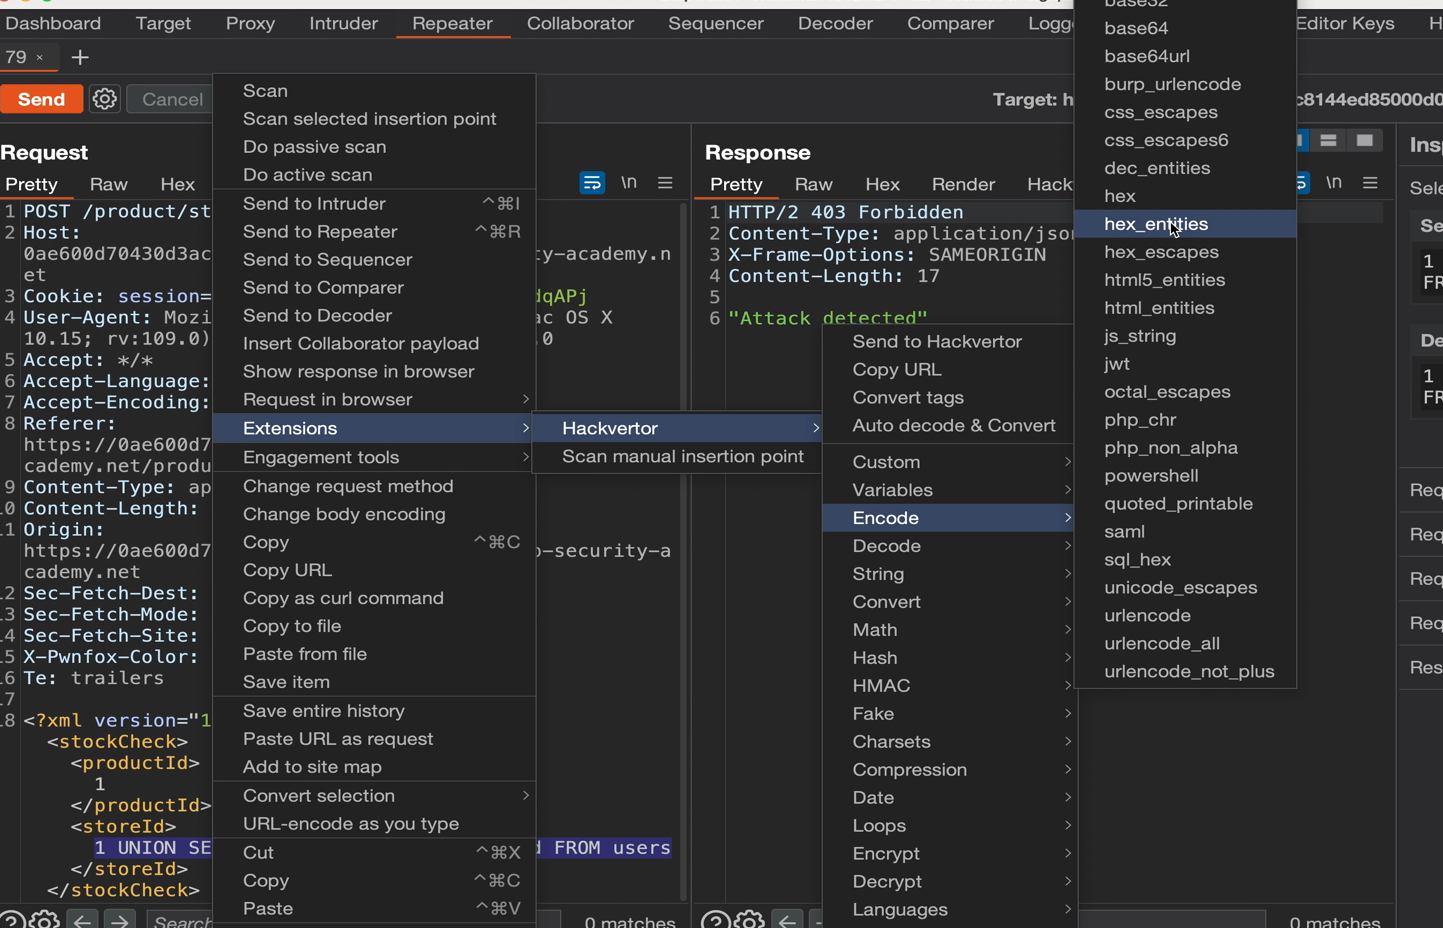 Dashboard Target Proxy Intruder Repeater Collaborator Sequencer Decoder Comparer Logg Editor Keys H
79 × +
Send Cancel Target: h c8144ed85000d0
Request
Pretty Raw Hex \n
1 POST /product/st
2 Host:
0ae600d70430d3ac ty-academy.n
et
3 Cookie: session= dqAPj
4 User-Agent: Mozi ac OS X
10.15; rv:109.0) .0
5 Accept: */*
6 Accept-Language:
7 Accept-Encoding:
8 Referer:
https://0ae600d7
cademy.net/produ
9 Content-Type: ap
.0 Content-Length:
.1 Origin:
https://0ae600d7 b-security-a
cademy.net
.2 Sec-Fetch-Dest:
.3 Sec-Fetch-Mode:
.4 Sec-Fetch-Site:
.5 X-Pwnfox-Color:
.6 Te: trailers
.7
.8 <?xml version="1
<stockCheck>
<productId>
1
</productId>
<storeId>
1 UNION SE d FROM users
</storeId>
</stockCheck>
Search 0 matches
Scan
Scan selected insertion point
Do passive scan
Do active scan
Send to Intruder ^⌘I
Send to Repeater ^⌘R
Send to Sequencer
Send to Comparer
Send to Decoder
Insert Collaborator payload
Show response in browser
Request in browser >
Extensions >
Engagement tools >
Change request method
Change body encoding
Copy ^⌘C
Copy URL
Copy as curl command
Copy to file
Paste from file
Save item
Save entire history
Paste URL as request
Add to site map
Convert selection >
URL-encode as you type
Cut ^⌘X
Copy ^⌘C
Paste ^⌘V
Hackvertor >
Scan manual insertion point
Response
Pretty Raw Hex Render Hack \n
1 HTTP/2 403 Forbidden
2 Content-Type: application/jso
3 X-Frame-Options: SAMEORIGIN
4 Content-Length: 17
5
6 "Attack detected"
0 matches
Send to Hackvertor
Copy URL
Convert tags
Auto decode & Convert
Custom >
Variables >
Encode >
Decode >
String >
Convert >
Math >
Hash >
HMAC >
Fake >
Charsets >
Compression >
Date >
Loops >
Encrypt >
Decrypt >
Languages >
base32
base64
base64url
burp_urlencode
css_escapes
css_escapes6
dec_entities
hex
hex_entities
hex_escapes
html5_entities
html_entities
js_string
jwt
octal_escapes
php_chr
php_non_alpha
powershell
quoted_printable
saml
sql_hex
unicode_escapes
urlencode
urlencode_all
urlencode_not_plus
Ins
Sele
Se
1
FR
De
1
FR
Req
Req
Req
Req
Res